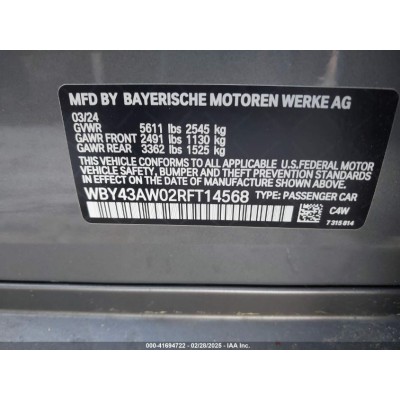 MFD BY BAYERISCHE MOTOREN WERKE AG
03/24
GVWR 5611 lbs 2545 kg
GAWR FRONT 2491 lbs 1130 kg
GAWR REAR 3362 lbs 1525 kg
THIS VEHICLE CONFORMS TO ALL APPLICABLE U.S.FEDERAL MOTOR
VEHICLE SAFETY, BUMPER AND THEFT PREVENTION STANDARDS IN
EFFECT ON THE DATE OF MANUFACTURE SHOWN ABOVE.
WBY43AW02RFT14568 TYPE: PASSENGER CAR
C4W
7315814
000-41694722 - 02/28/2025 - IAA Inc.